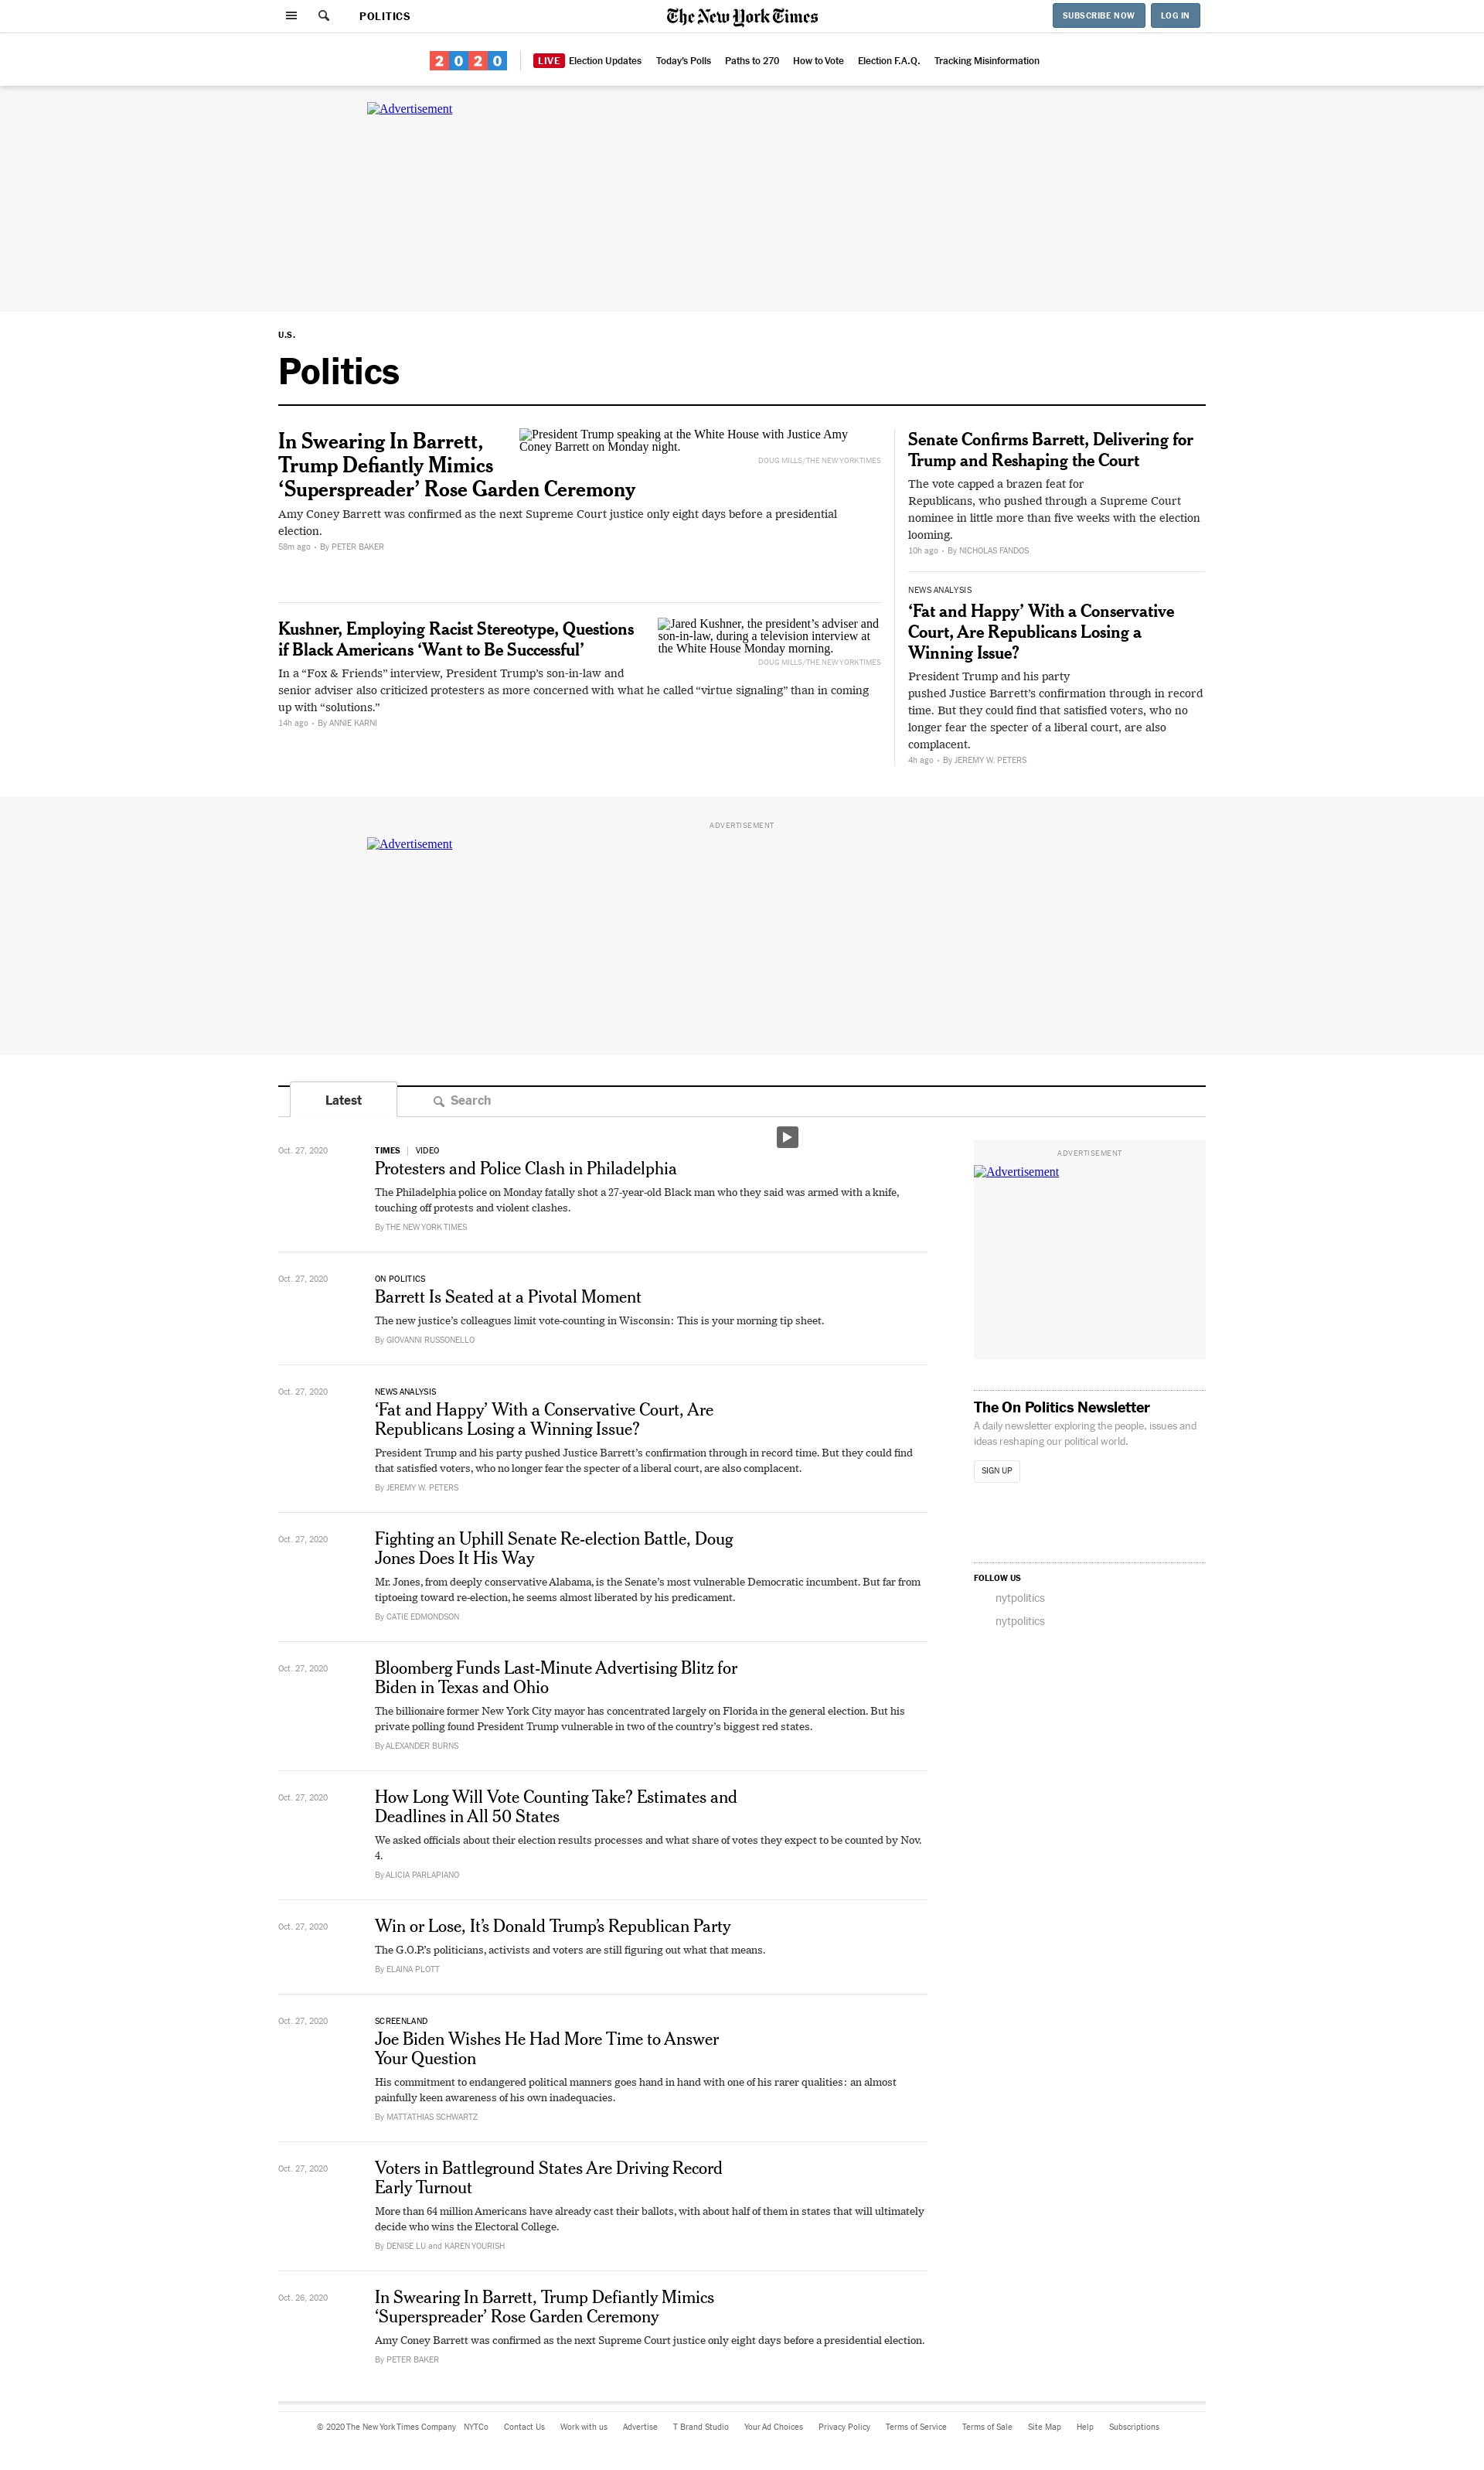 POLITICS
The New York Times
SUBSCRIBE NOW
LOG IN
2020
LIVE Election Updates
Today's Polls
Paths to 270
How to Vote
Election F.A.Q.
Tracking Misinformation
Advertisement
U.S.
Politics
In Swearing In Barrett,
Trump Defiantly Mimics
‘Superspreader’ Rose Garden Ceremony
President Trump speaking at the White House with Justice Amy
Coney Barrett on Monday night.
DOUG MILLS/THE NEW YORK TIMES
Amy Coney Barrett was confirmed as the next Supreme Court justice only eight days before a presidential
election.
58m ago • By PETER BAKER
Kushner, Employing Racist Stereotype, Questions
if Black Americans ‘Want to Be Successful’
Jared Kushner, the president’s adviser and
son-in-law, during a television interview at
the White House Monday morning.
DOUG MILLS/THE NEW YORK TIMES
In a “Fox & Friends” interview, President Trump’s son-in-law and
senior adviser also criticized protesters as more concerned with what he called “virtue signaling” than in coming
up with “solutions.”
14h ago • By ANNIE KARNI
Senate Confirms Barrett, Delivering for
Trump and Reshaping the Court
The vote capped a brazen feat for
Republicans, who pushed through a Supreme Court
nominee in little more than five weeks with the election
looming.
10h ago • By NICHOLAS FANDOS
NEWS ANALYSIS
‘Fat and Happy’ With a Conservative
Court, Are Republicans Losing a
Winning Issue?
President Trump and his party
pushed Justice Barrett’s confirmation through in record
time. But they could find that satisfied voters, who no
longer fear the specter of a liberal court, are also
complacent.
4h ago • By JEREMY W. PETERS
ADVERTISEMENT
Advertisement
Latest
Search
Oct. 27, 2020
TIMES | VIDEO
Protesters and Police Clash in Philadelphia
The Philadelphia police on Monday fatally shot a 27-year-old Black man who they said was armed with a knife,
touching off protests and violent clashes.
By THE NEW YORK TIMES
Oct. 27, 2020
ON POLITICS
Barrett Is Seated at a Pivotal Moment
The new justice’s colleagues limit vote-counting in Wisconsin: This is your morning tip sheet.
By GIOVANNI RUSSONELLO
Oct. 27, 2020
NEWS ANALYSIS
‘Fat and Happy’ With a Conservative Court, Are
Republicans Losing a Winning Issue?
President Trump and his party pushed Justice Barrett’s confirmation through in record time. But they could find
that satisfied voters, who no longer fear the specter of a liberal court, are also complacent.
By JEREMY W. PETERS
Oct. 27, 2020
Fighting an Uphill Senate Re-election Battle, Doug
Jones Does It His Way
Mr. Jones, from deeply conservative Alabama, is the Senate’s most vulnerable Democratic incumbent. But far from
tiptoeing toward re-election, he seems almost liberated by his predicament.
By CATIE EDMONDSON
Oct. 27, 2020
Bloomberg Funds Last-Minute Advertising Blitz for
Biden in Texas and Ohio
The billionaire former New York City mayor has concentrated largely on Florida in the general election. But his
private polling found President Trump vulnerable in two of the country’s biggest red states.
By ALEXANDER BURNS
Oct. 27, 2020
How Long Will Vote Counting Take? Estimates and
Deadlines in All 50 States
We asked officials about their election results processes and what share of votes they expect to be counted by Nov.
4.
By ALICIA PARLAPIANO
Oct. 27, 2020
Win or Lose, It’s Donald Trump’s Republican Party
The G.O.P.’s politicians, activists and voters are still figuring out what that means.
By ELAINA PLOTT
Oct. 27, 2020
SCREENLAND
Joe Biden Wishes He Had More Time to Answer
Your Question
His commitment to endangered political manners goes hand in hand with one of his rarer qualities: an almost
painfully keen awareness of his own inadequacies.
By MATTATHIAS SCHWARTZ
Oct. 27, 2020
Voters in Battleground States Are Driving Record
Early Turnout
More than 64 million Americans have already cast their ballots, with about half of them in states that will ultimately
decide who wins the Electoral College.
By DENISE LU and KAREN YOURISH
Oct. 26, 2020
In Swearing In Barrett, Trump Defiantly Mimics
‘Superspreader’ Rose Garden Ceremony
Amy Coney Barrett was confirmed as the next Supreme Court justice only eight days before a presidential election.
By PETER BAKER
ADVERTISEMENT
Advertisement
The On Politics Newsletter
A daily newsletter exploring the people, issues and
ideas reshaping our political world.
SIGN UP
FOLLOW US
nytpolitics
nytpolitics
© 2020 The New York Times Company
NYTCo
Contact Us
Work with us
Advertise
T Brand Studio
Your Ad Choices
Privacy Policy
Terms of Service
Terms of Sale
Site Map
Help
Subscriptions